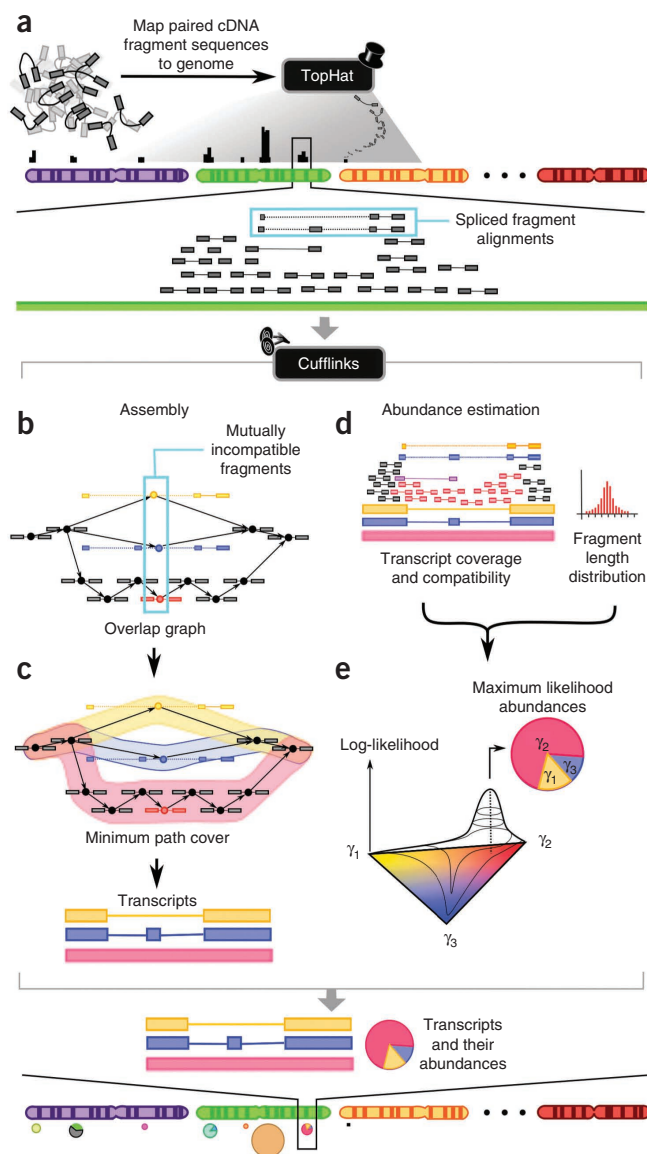 a
Map paired cDNA
fragment sequences
to genome
TopHat
Spliced fragment
alignments
Cufflinks
b
Assembly
Mutually
incompatible
fragments
Overlap graph
c
Minimum path cover
Transcripts
d
Abundance estimation
Transcript coverage
and compatibility
Fragment
length
distribution
e
Maximum likelihood
abundances
Log-likelihood
γ2
γ1
γ3
γ1
γ2
γ3
Transcripts
and their
abundances